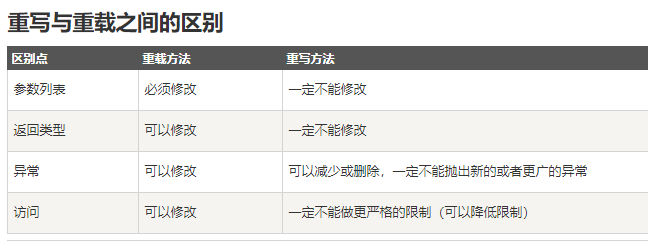 重写与重载之间的区别
区别点 重载方法 重写方法
参数列表 必须修改 一定不能修改
返回类型 可以修改 一定不能修改
异常 可以修改 可以减少或删除，一定不能抛出新的或者更广的异常
访问 可以修改 一定不能做更严格的限制（可以降低限制）